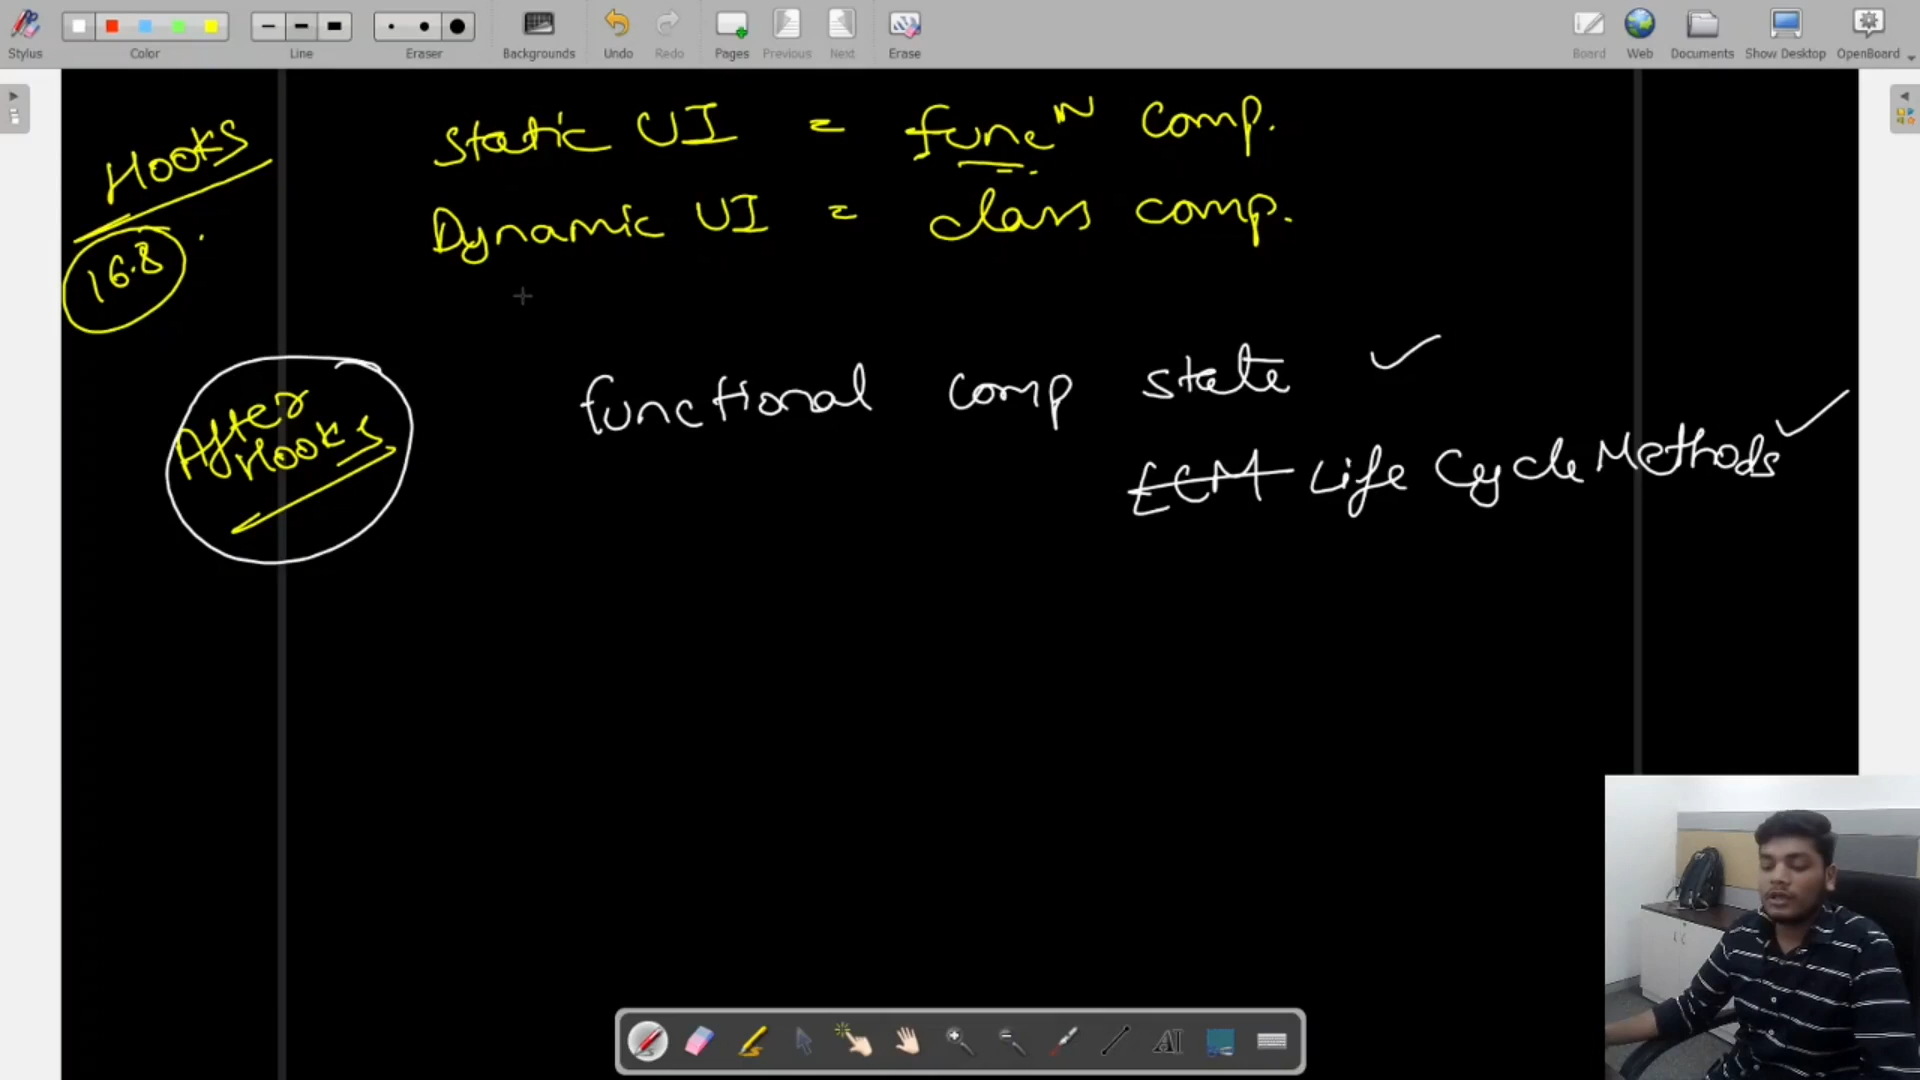 Stylus
Color
Line
Eraser
Backgrounds
Undo
Redo
Pages
Previous
Next
Erase
Board
Web
Documents
Show Desktop
OpenBoard
Hooks
16.8
Static UI = funcN comp.
Dynamic UI = class comp.
After
Hooks
functional comp state ✓
LCM Life Cycle Methods ✓
AI